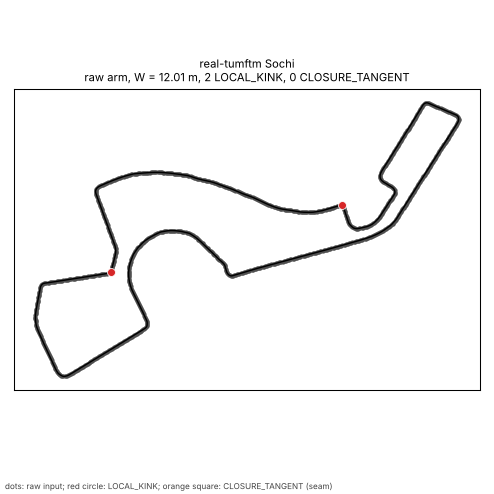 real-tumftm Sochi
raw arm, W = 12.01 m, 2 LOCAL_KINK, 0 CLOSURE_TANGENT
dots: raw input; red circle: LOCAL_KINK; orange square: CLOSURE_TANGENT (seam)